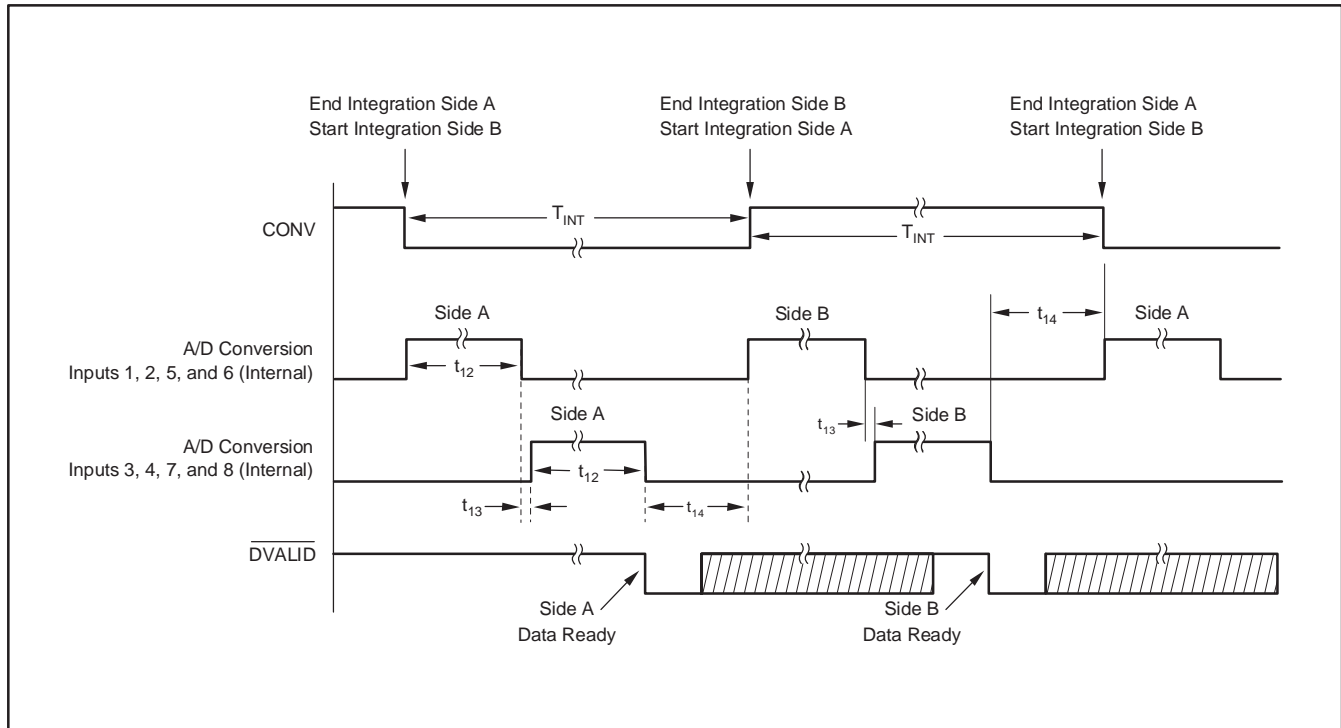 End Integration Side A
Start Integration Side B
End Integration Side B
Start Integration Side A
End Integration Side A
Start Integration Side B
CONV
TINT
TINT
A/D Conversion
Inputs 1, 2, 5, and 6 (Internal)
Side A
t12
Side B
t14
Side A
A/D Conversion
Inputs 3, 4, 7, and 8 (Internal)
Side A
t12
t13
t14
t13
Side B
DVALID
Side A
Data Ready
Side B
Data Ready